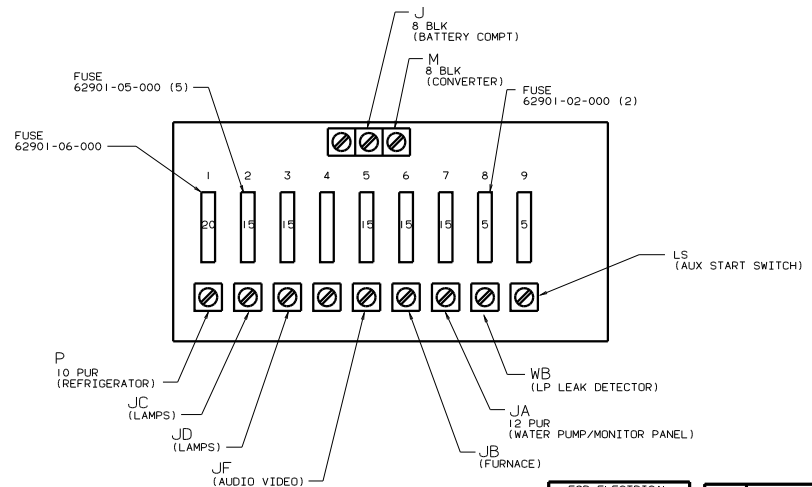 J
8 BLK
(BATTERY COMPT)
M
8 BLK
(CONVERTER)
FUSE
62901-05-000 (5)
FUSE
62901-02-000 (2)
FUSE
62901-06-000
1 2 3 4 5 6 7 8 9
20 15 15 15 15 15 5 5
LS
(AUX START SWITCH)
P
10 PUR
(REFRIGERATOR)
WB
(LP LEAK DETECTOR)
JC
(LAMPS)
JA
12 PUR
(WATER PUMP/MONITOR PANEL)
JD
(LAMPS)
JB
(FURNACE)
JF
(AUDIO VIDEO)
FOR ELECTRICAL